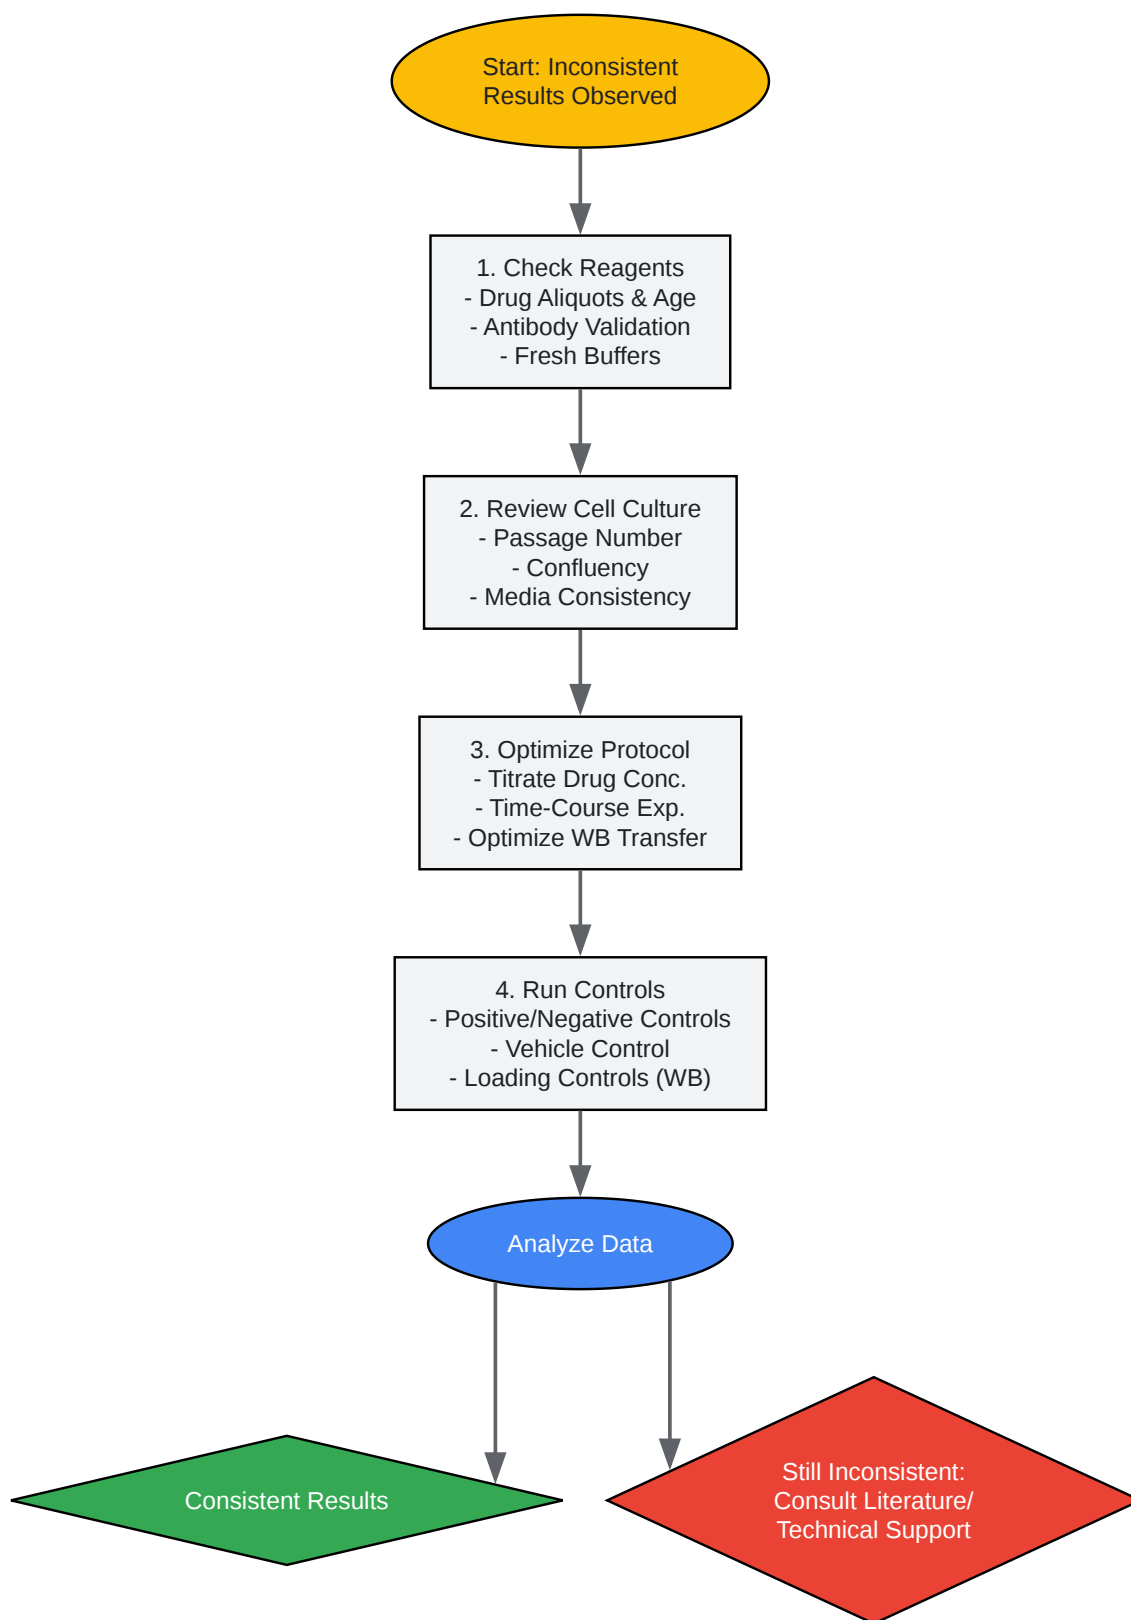 Start: Inconsistent
Results Observed
1. Check Reagents
- Drug Aliquots & Age
- Antibody Validation
- Fresh Buffers
2. Review Cell Culture
- Passage Number
- Confluency
- Media Consistency
3. Optimize Protocol
- Titrate Drug Conc.
- Time-Course Exp.
- Optimize WB Transfer
4. Run Controls
- Positive/Negative Controls
- Vehicle Control
- Loading Controls (WB)
Analyze Data
Consistent Results
Still Inconsistent:
Consult Literature/
Technical Support